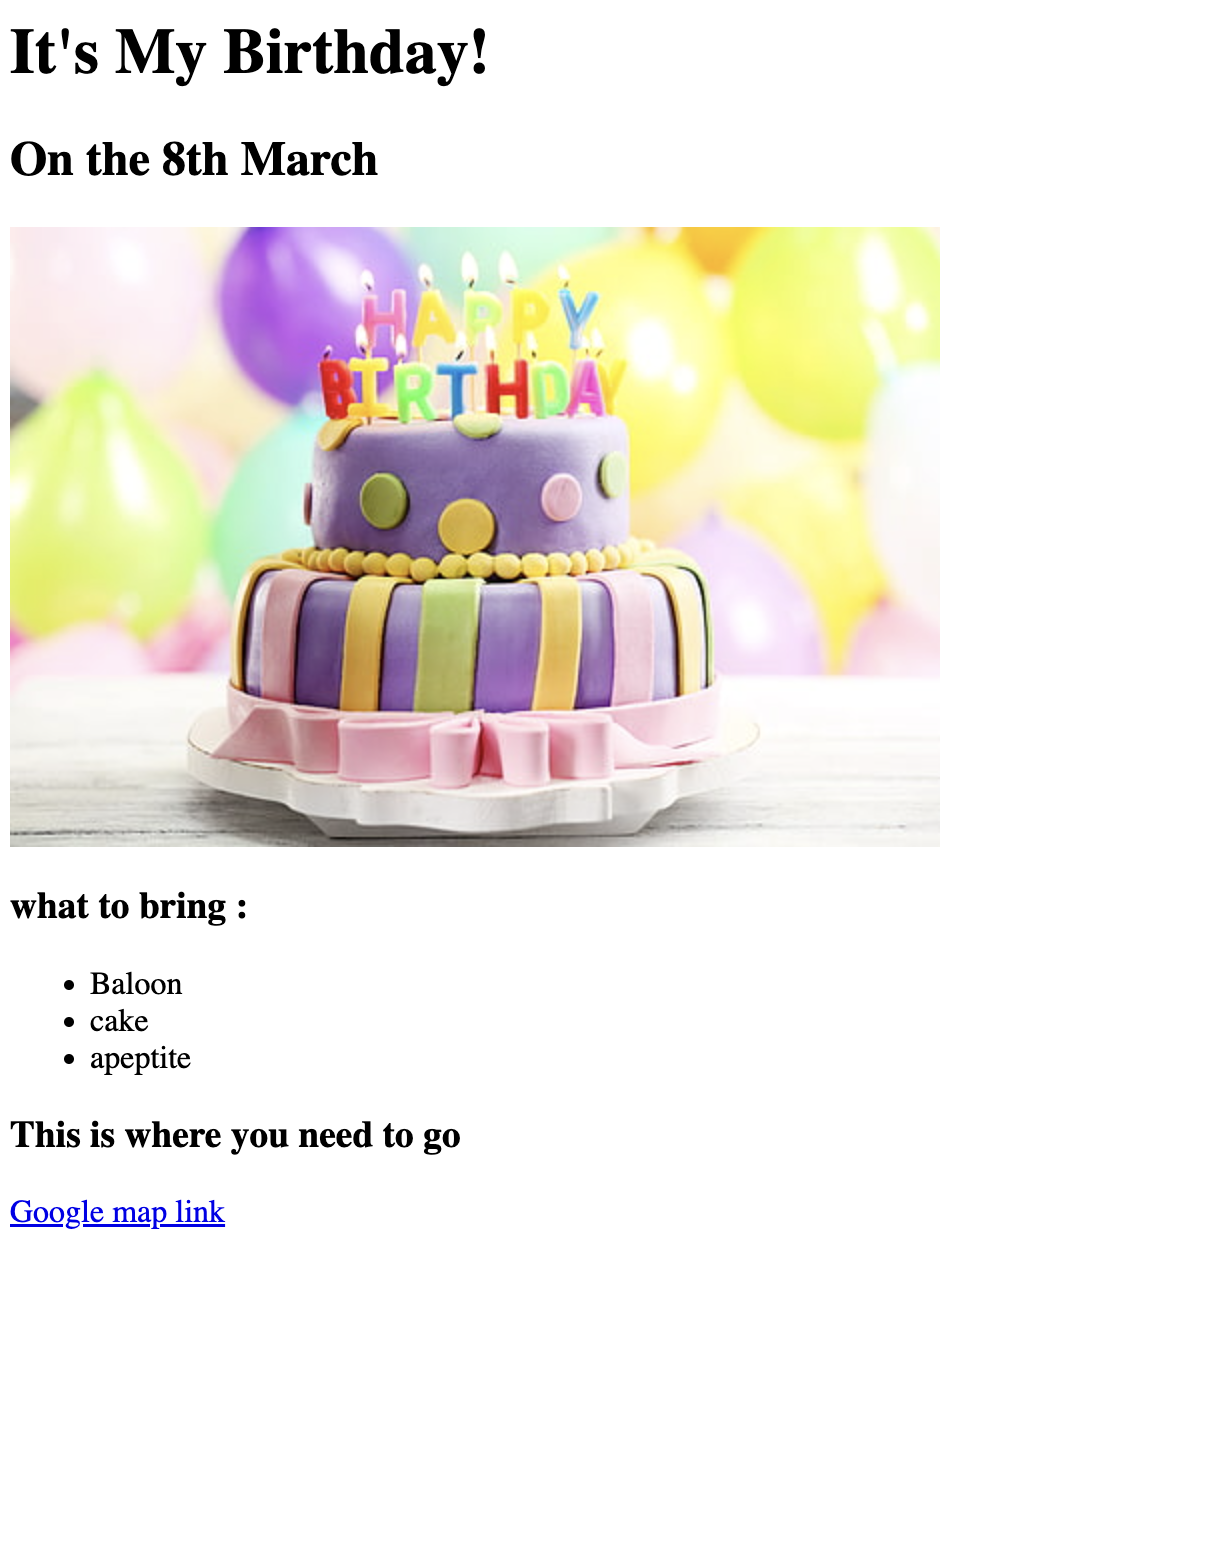 It's My Birthday!
On the 8th March
HAPPY
BIRTHDAY
what to bring :
Baloon
cake
apeptite
This is where you need to go
Google map link